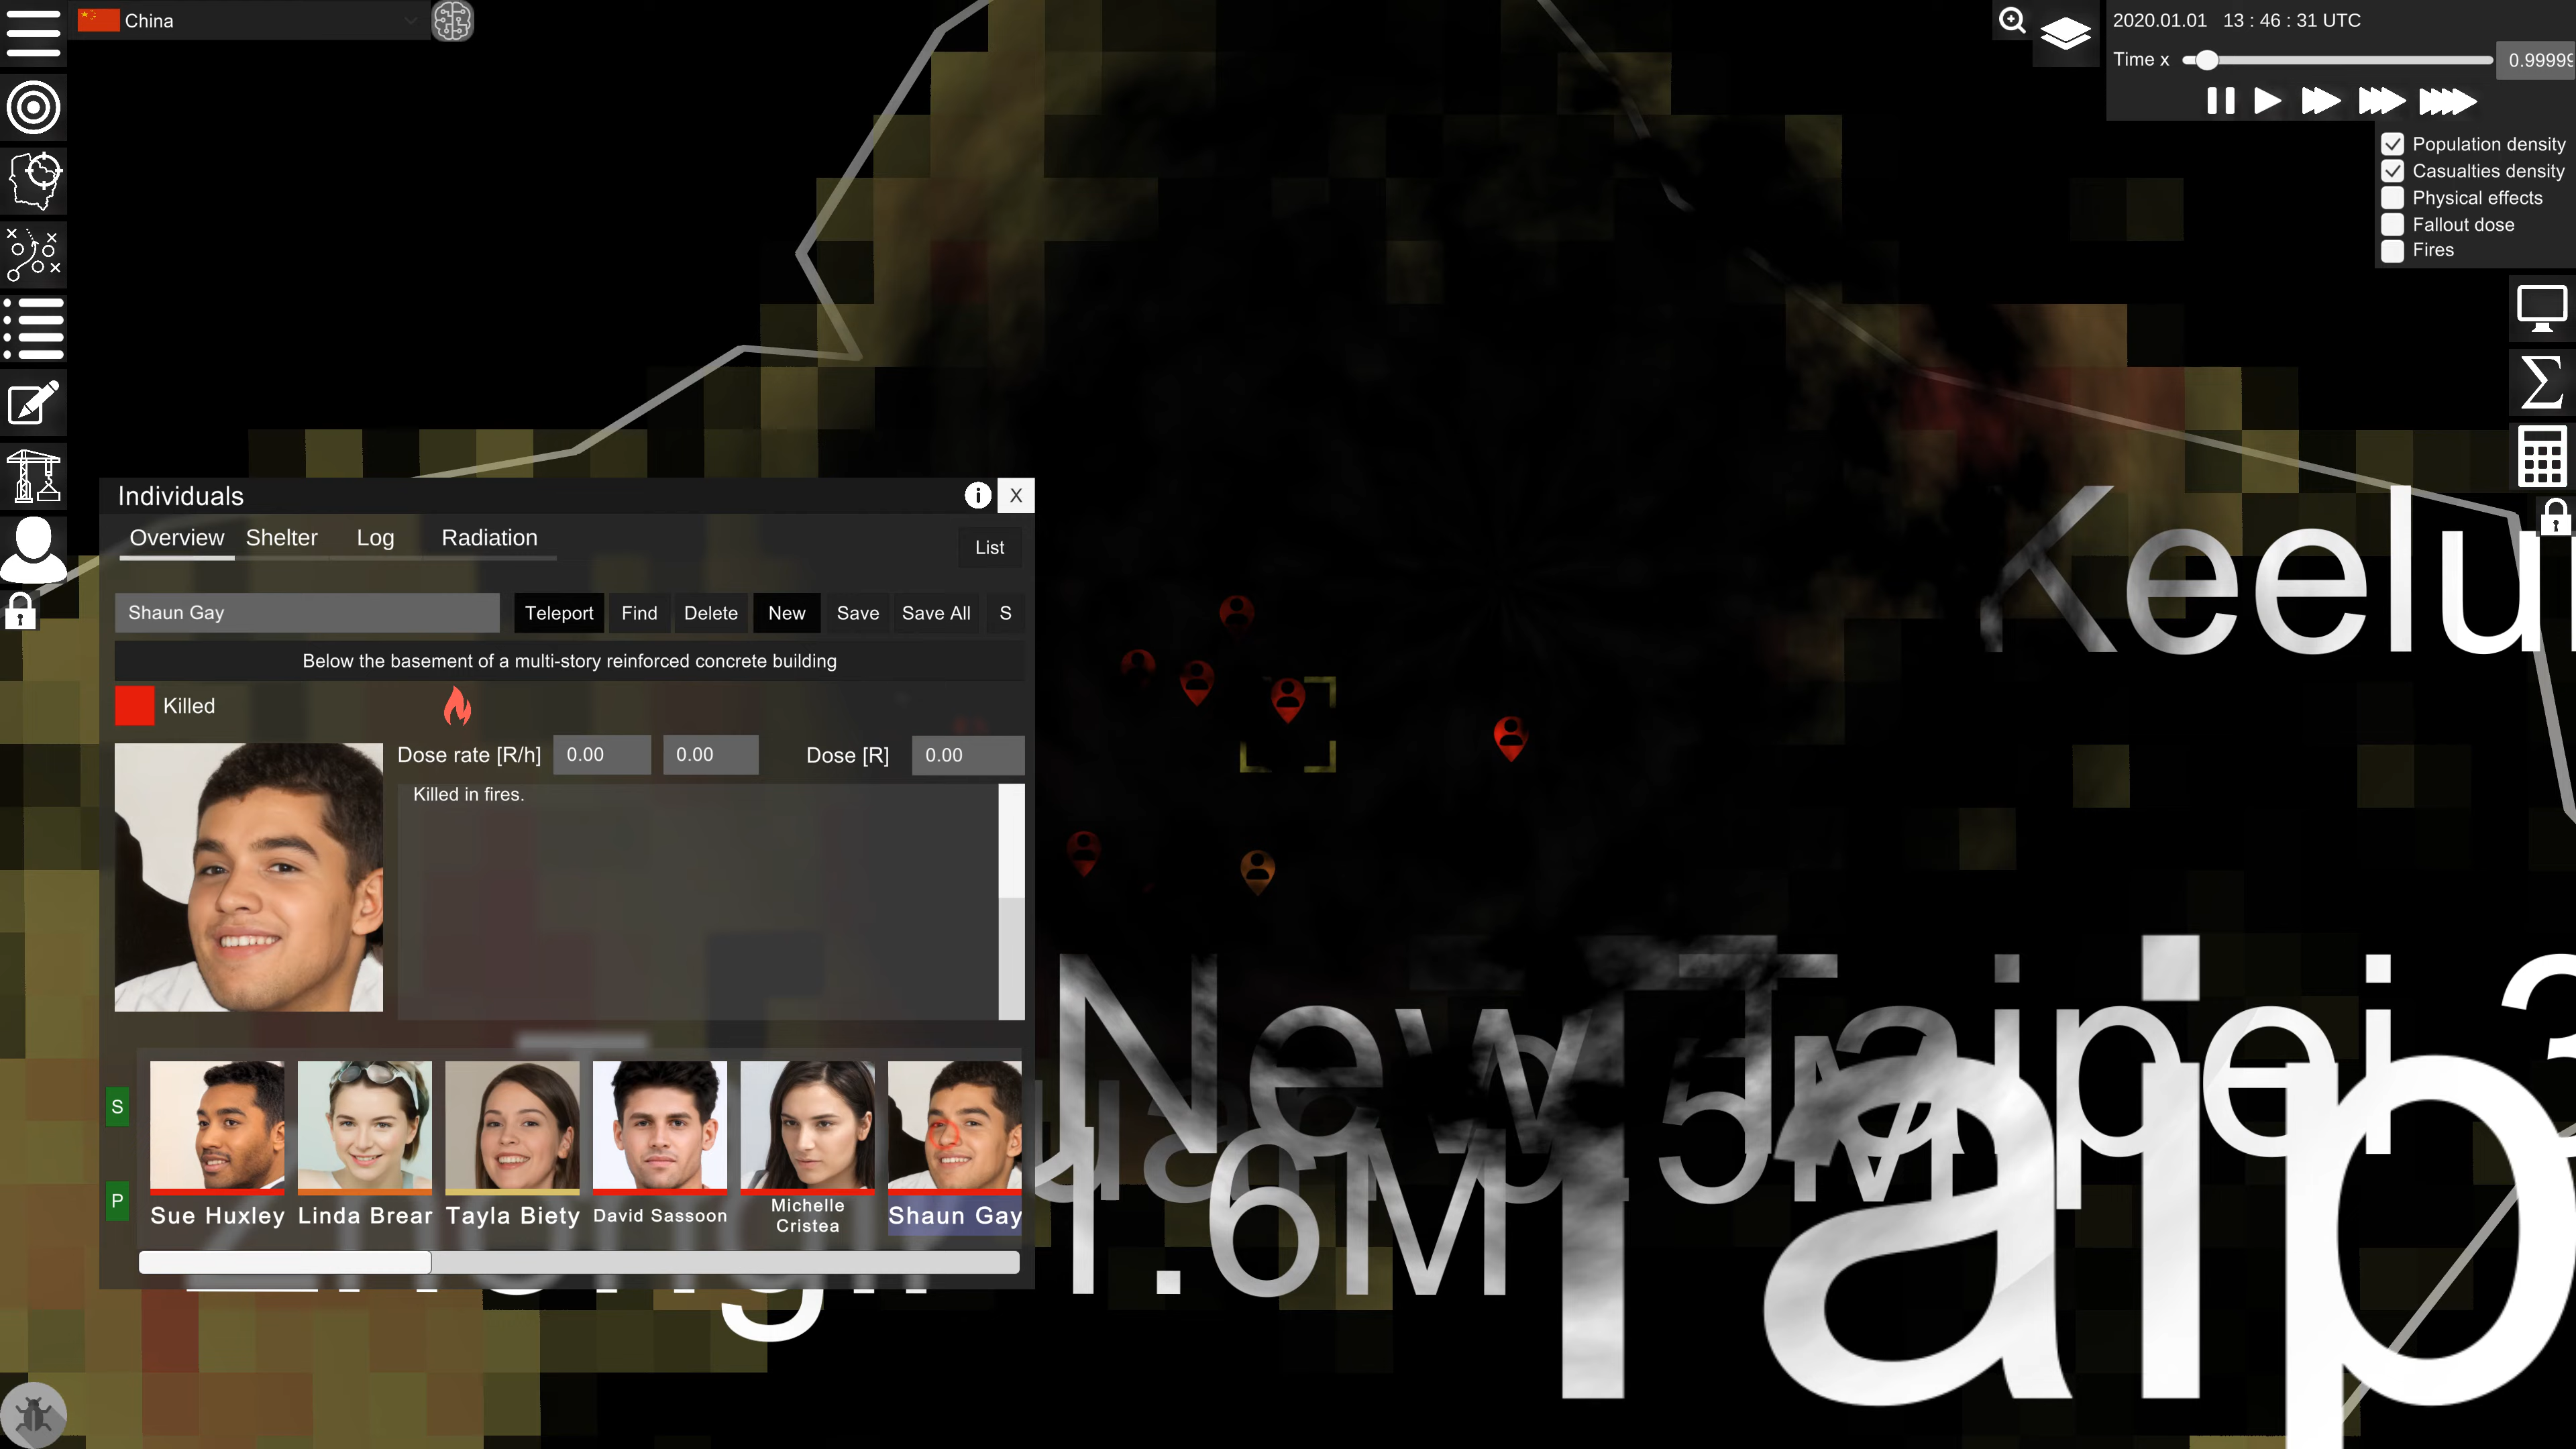 China
2020.01.01 13 : 46 : 31 UTC
Time x
Population density
Casualties density
Physical effects
Fallout dose
Fires
Individuals
i
X
Overview Shelter Log Radiation
List
Shaun Gay
Teleport Find Delete New Save Save All S
Below the basement of a multi-story reinforced concrete building
Killed
Dose rate [R/h] 0.00 0.00 Dose [R] 0.00
Killed in fires.
S
P
Sue Huxley Linda Brear Tayla Biety David Sassoon Michelle Cristea Shaun Gay
New Taipei
1.6M